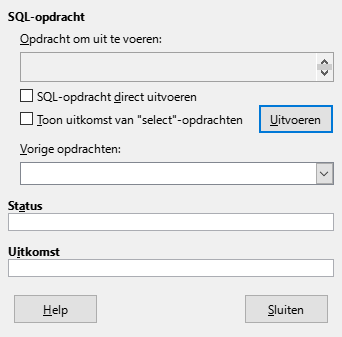 SQL-opdracht
Opdracht om uit te voeren:
SQL-opdracht direct uitvoeren
Toon uitkomst van "select"-opdrachten
Uitvoeren
Vorige opdrachten:
Status
Uitkomst
Help
Sluiten